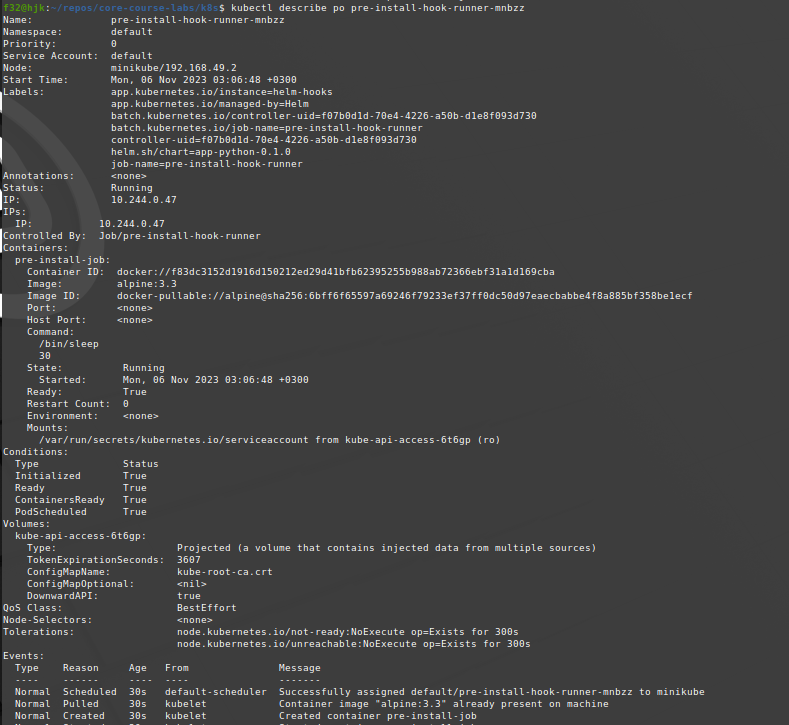 f32@hjk:~/repos/core-course-labs/k8s$ kubectl describe po pre-install-hook-runner-mnbzz
Name:             pre-install-hook-runner-mnbzz
Namespace:        default
Priority:         0
Service Account:  default
Node:             minikube/192.168.49.2
Start Time:       Mon, 06 Nov 2023 03:06:48 +0300
Labels:           app.kubernetes.io/instance=helm-hooks
                  app.kubernetes.io/managed-by=Helm
                  batch.kubernetes.io/controller-uid=f07b0d1d-70e4-4226-a50b-d1e8f093d730
                  batch.kubernetes.io/job-name=pre-install-hook-runner
                  controller-uid=f07b0d1d-70e4-4226-a50b-d1e8f093d730
                  helm.sh/chart=app-python-0.1.0
                  job-name=pre-install-hook-runner
Annotations:      <none>
Status:           Running
IP:               10.244.0.47
IPs:
  IP:           10.244.0.47
Controlled By:  Job/pre-install-hook-runner
Containers:
  pre-install-job:
    Container ID:  docker://f83dc3152d1916d150212ed29d41bfb62395255b988ab72366ebf31a1d169cba
    Image:         alpine:3.3
    Image ID:      docker-pullable://alpine@sha256:6bff6f65597a69246f79233ef37ff0dc50d97eaecbabbe4f8a885bf358be1ecf
    Port:          <none>
    Host Port:     <none>
    Command:
      /bin/sleep
      30
    State:          Running
      Started:      Mon, 06 Nov 2023 03:06:48 +0300
    Ready:          True
    Restart Count:  0
    Environment:    <none>
    Mounts:
      /var/run/secrets/kubernetes.io/serviceaccount from kube-api-access-6t6gp (ro)
Conditions:
  Type              Status
  Initialized       True
  Ready             True
  ContainersReady   True
  PodScheduled      True
Volumes:
  kube-api-access-6t6gp:
    Type:                    Projected (a volume that contains injected data from multiple sources)
    TokenExpirationSeconds:  3607
    ConfigMapName:           kube-root-ca.crt
    ConfigMapOptional:       <nil>
    DownwardAPI:             true
QoS Class:                   BestEffort
Node-Selectors:              <none>
Tolerations:                 node.kubernetes.io/not-ready:NoExecute op=Exists for 300s
                             node.kubernetes.io/unreachable:NoExecute op=Exists for 300s
Events:
  Type    Reason     Age   From               Message
  ----    ------     ----  ----               -------
  Normal  Scheduled  30s   default-scheduler  Successfully assigned default/pre-install-hook-runner-mnbzz to minikube
  Normal  Pulled     30s   kubelet            Container image "alpine:3.3" already present on machine
  Normal  Created    30s   kubelet            Created container pre-install-job